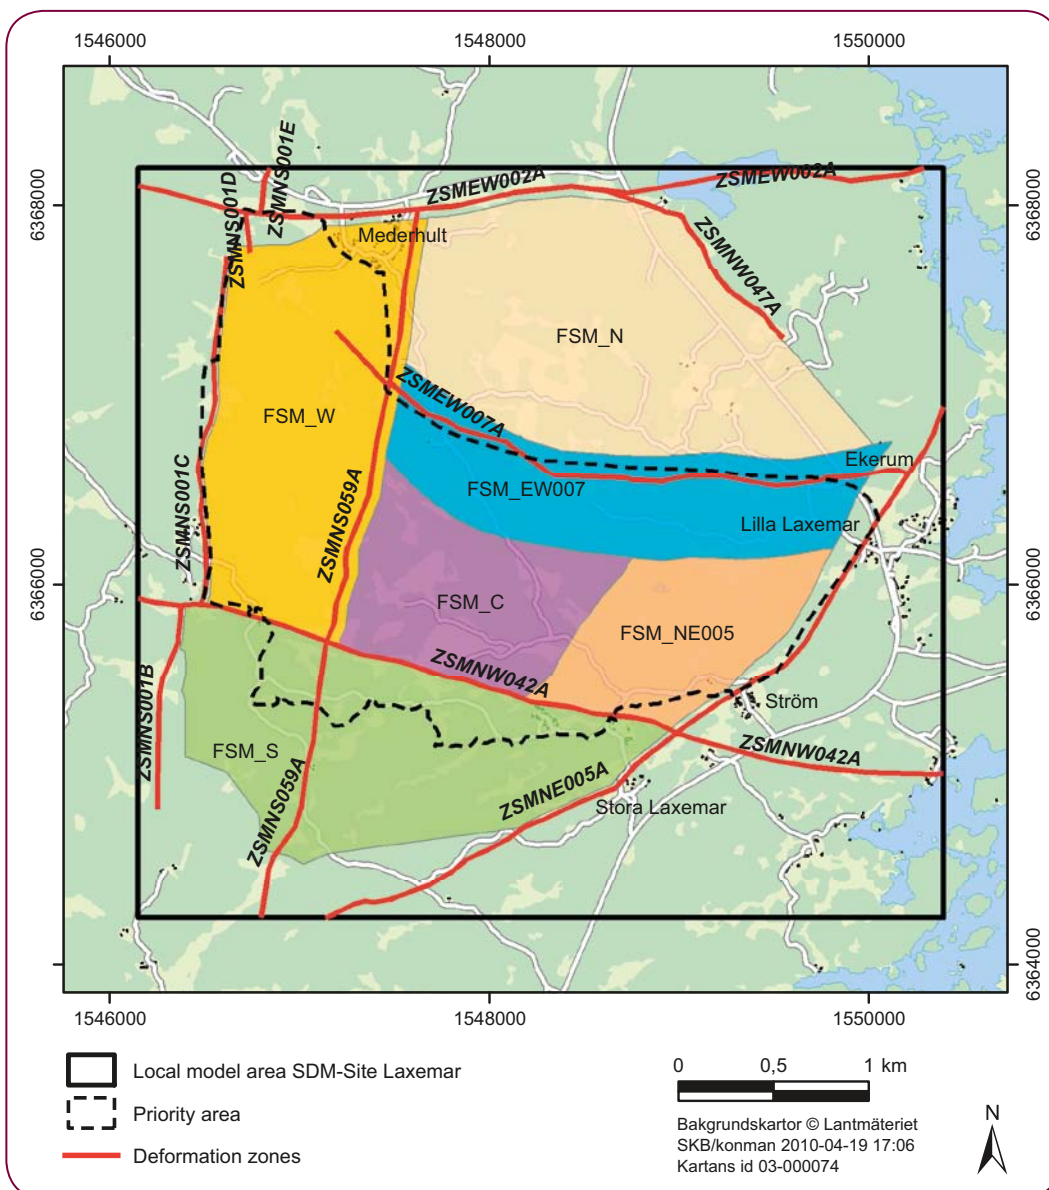 1546000
1548000
1550000
6368000
6368000
ZSMNS001D
ZSMNS001E
ZSMEW002A
ZSMEW002A
Mederhult
ZSMNW047A
FSM_N
FSM_W
ZSMEW007A
Ekerum
FSM_EW007
Lilla Laxemar
ZSMNS001C
ZSMNS059A
6366000
6366000
FSM_C
FSM_NE005
ZSMNW042A
Ström
ZSMNS001B
FSM_S
ZSMNW042A
ZSMNS059A
ZSMNE005A
Stora Laxemar
6364000
6364000
1546000
1548000
1550000
Local model area SDM-Site Laxemar
Priority area
Deformation zones
0 0,5 1 km
Bakgrundskartor © Lantmäteriet
SKB/konman 2010-04-19 17:06
Kartans id 03-000074
N